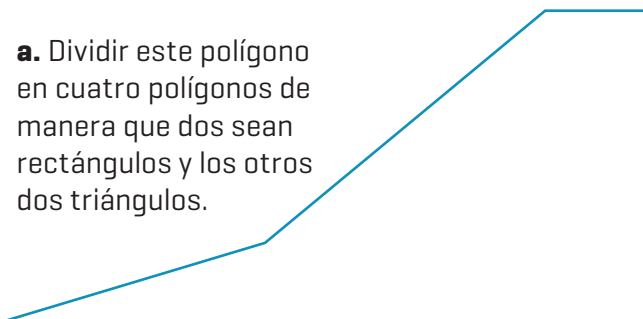 a. Dividir este polígono
en cuatro polígonos de
manera que dos sean
rectángulos y los otros
dos triángulos.